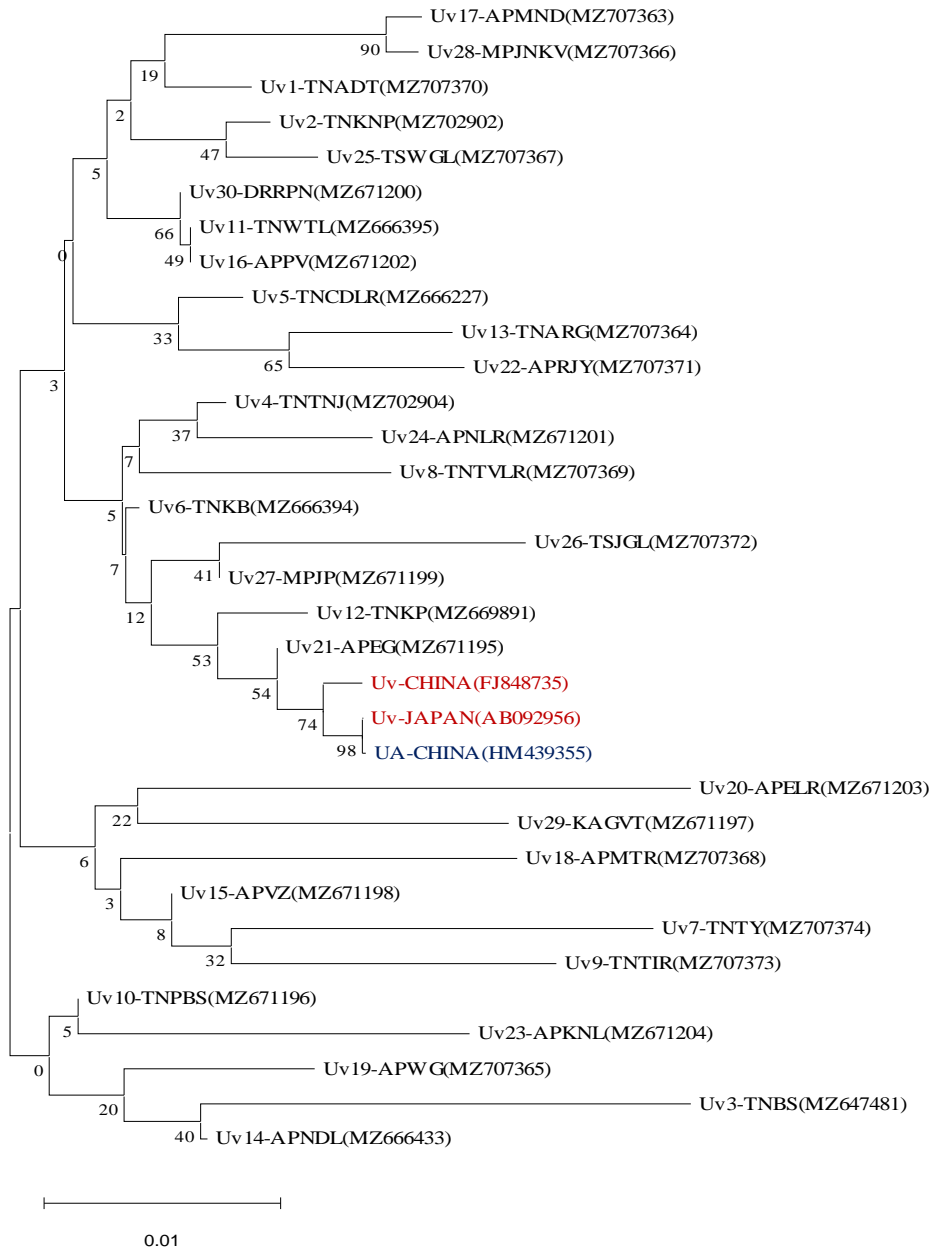 Uv17-APMND(MZ707363)
90
Uv28-MPJNKV(MZ707366)
19
Uv1-TNADT(MZ707370)
2
Uv2-TNKNP(MZ702902)
47
Uv25-TSWGL(MZ707367)
5
Uv30-DRRPN(MZ671200)
66
Uv11-TNWTL(MZ666395)
0
49
Uv16-APPV(MZ671202)
Uv5-TNCDLR(MZ666227)
33
Uv13-TNARG(MZ707364)
65
Uv22-APRJY(MZ707371)
3
Uv4-TNTNJ(MZ702904)
37
Uv24-APNLR(MZ671201)
7
Uv8-TNTVLR(MZ707369)
5
Uv6-TNKB(MZ666394)
7
Uv26-TSJGL(MZ707372)
41
Uv27-MPJP(MZ671199)
12
Uv12-TNKP(MZ669891)
53
Uv21-APEG(MZ671195)
54
Uv-CHINA(FJ848735)
74
Uv-JAPAN(AB092956)
98
UA-CHINA(HM439355)
Uv20-APELR(MZ671203)
22
Uv29-KAGVT(MZ671197)
6
Uv18-APMTR(MZ707368)
3
Uv15-APVZ(MZ671198)
8
Uv7-TNTY(MZ707374)
32
Uv9-TNTIR(MZ707373)
Uv10-TNPBS(MZ671196)
5
Uv23-APKNL(MZ671204)
0
Uv19-APWG(MZ707365)
20
Uv3-TNBS(MZ647481)
40
Uv14-APNDL(MZ666433)
0.01